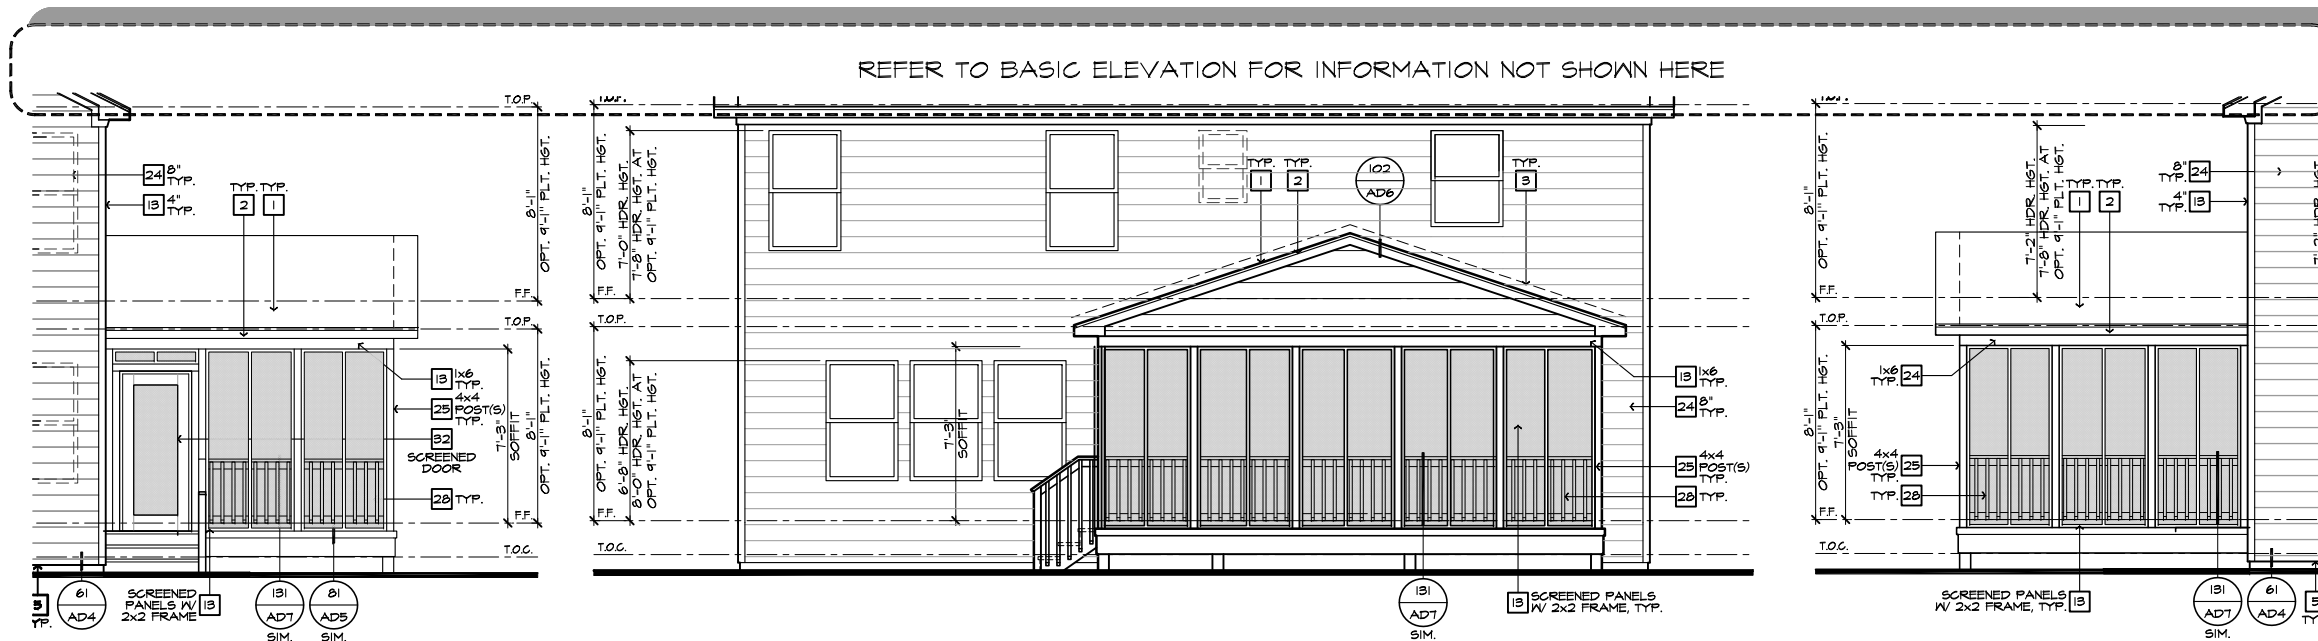 REFER TO BASIC ELEVATION FOR INFORMATION NOT SHOWN HERE
T.O.P.
24 8"
TYP.
13 4"
TYP.
TYP. TYP.
2 1
8'-1"
OPT. 9'-1" PLT. HGT.
F.F.
T.O.P.
13 1x6
TYP.
25 4x4
POST(S)
TYP.
32
SCREENED
DOOR
28 TYP.
7'-3"
SOFFIT
8'-1"
OPT. 9'-1" PLT. HGT.
F.F.
T.O.C.
5
YP.
61
AD4
SCREENED
PANELS W/
2x2 FRAME
13
131
AD7
SIM.
81
AD5
SIM.
T.O.P.
8'-1"
OPT. 9'-1" PLT. HGT.
7'-0" HDR. HGT.
7'-8" HDR. HGT. AT
OPT. 9'-1" PLT. HGT.
F.F.
T.O.P.
8'-1"
OPT. 9'-1" PLT. HGT.
6'-8" HDR. HGT.
8'-0" HDR. HGT. AT
OPT. 9'-1" PLT. HGT.
F.F.
T.O.C.
7'-3"
SOFFIT
TYP. TYP.
1 2
102
AD6
TYP.
3
13 1x6
TYP.
24 8"
TYP.
25 4x4
POST(S)
TYP.
28 TYP.
131
AD7
SIM.
13 SCREENED PANELS
W/ 2x2 FRAME, TYP.
8'-1"
OPT. 9'-1" PLT. HGT.
7'-2" HDR. HGT.
7'-8" HDR. HGT. AT
OPT. 9'-1" PLT. HGT.
TYP. TYP.
1 2
8"
TYP. 24
4"
TYP. 13
F.F.
T.O.P.
8'-1"
OPT. 9'-1" PLT. HGT.
7'-3"
SOFFIT
1x6
TYP. 24
4x4
POST(S) 25
TYP.
TYP. 28
F.F.
T.O.C.
SCREENED PANELS
W/ 2x2 FRAME, TYP. 13
131
AD7
SIM.
61
AD4
5